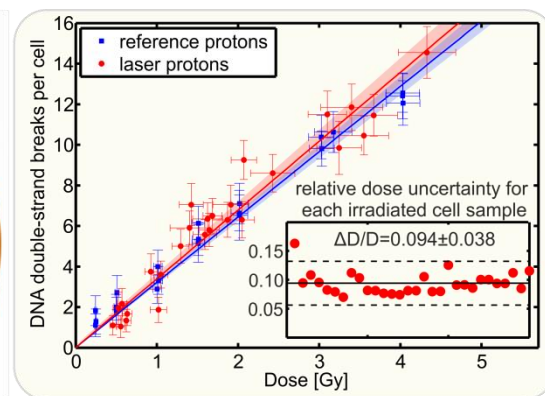 16
14
12
10
8
6
4
2
0
DNA double-strand breaks per cell
reference protons
laser protons
relative dose uncertainty for
each irradiated cell sample
ΔD/D=0.094±0.038
0.15
0.10
0.05
0 1 2 3 4 5
Dose [Gy]